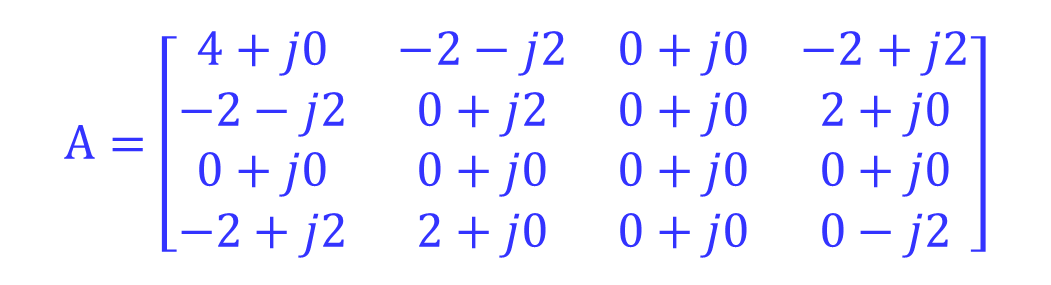 4 + j0 −2 − j2 0 + j0 −2 + j2
−2 − j2 0 + j2 0 + j0 2 + j0
A =
0 + j0 0 + j0 0 + j0 0 + j0
−2 + j2 2 + j0 0 + j0 0 − j2